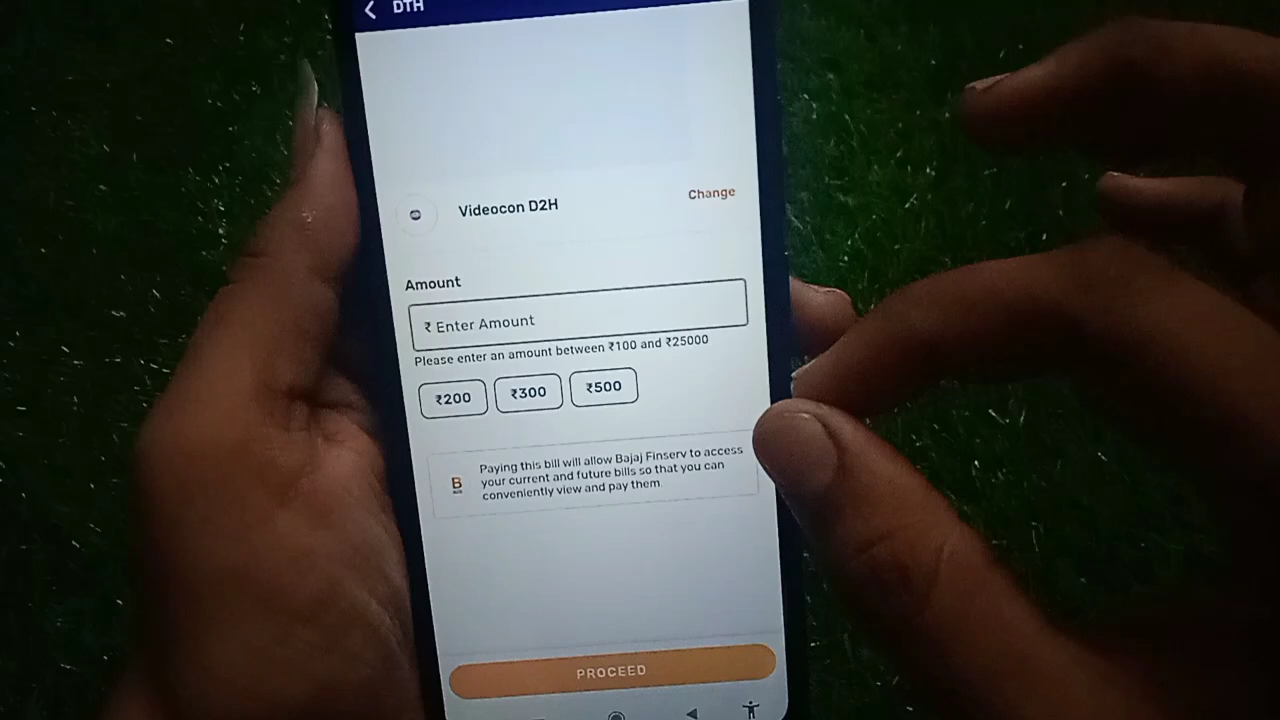 DTH
Videocon D2H
Change
Amount
₹ Enter Amount
Please enter an amount between ₹100 and ₹25000
₹200 ₹300 ₹500
B
Paying this bill will allow Bajaj Finserv to access
your current and future bills so that you can
conveniently view and pay them.
PROCEED